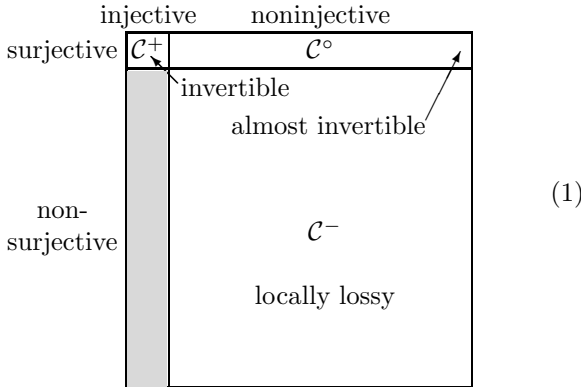 injective noninjective
surjective C⁺ C°
invertible
almost invertible
(1)
non-
surjective
C⁻
locally lossy